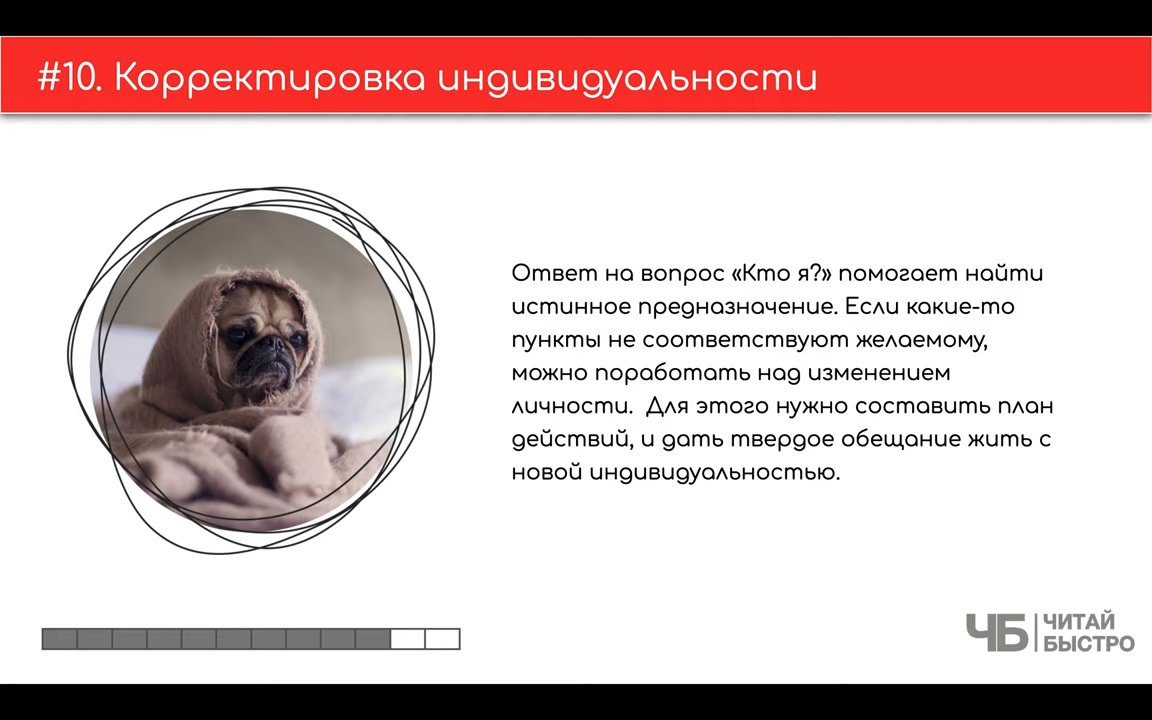 #10. Корректировка индивидуальности
Ответ на вопрос «Кто я?» помогает найти
истинное предназначение. Если какие-то
пункты не соответствуют желаемому,
можно поработать над изменением
личности.  Для этого нужно составить план
действий, и дать твердое обещание жить с
новой индивидуальностью.
ЧБ
ЧИТАЙ
БЫСТРО